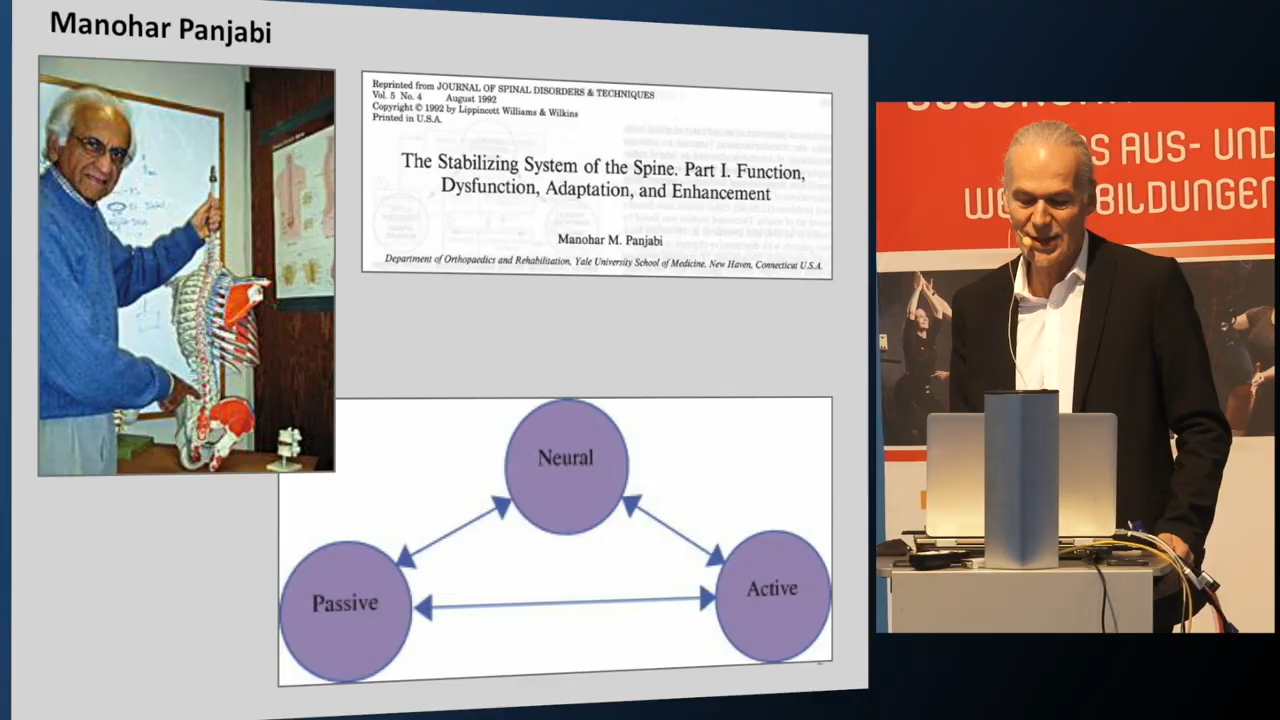 Manohar Panjabi
Reprinted from JOURNAL OF SPINAL DISORDERS & TECHNIQUES
Vol. 5 No. 4 August 1992
Copyright © 1992 by Lippincott Williams & Wilkins
Printed in U.S.A.
The Stabilizing System of the Spine. Part I. Function,
Dysfunction, Adaptation, and Enhancement
Manohar M. Panjabi
Department of Orthopaedics and Rehabilitation, Yale University School of Medicine, New Haven, Connecticut U.S.A.
Neural
Passive
Active
AUS- UND
BILDUNGEN